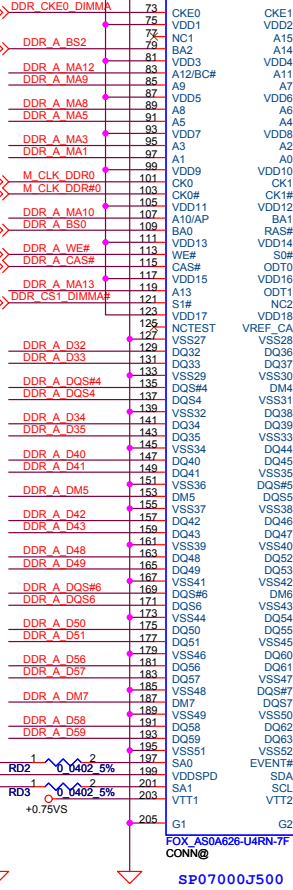 DDR_CKE0_DIMMA 73 CKE0 CKE1
75 VDD1 VDD2
77 NC1 A15
DDR_A_BS2 79 BA2 A14
81 VDD3 VDD4
DDR_A_MA12 83 A12/BC# A11
DDR_A_MA9 85 A9 A7
87 VDD5 VDD6
DDR_A_MA8 89 A8 A6
DDR_A_MA5 91 A5 A4
93 VDD7 VDD8
DDR_A_MA3 95 A3 A2
DDR_A_MA1 97 A1 A0
99 VDD9 VDD10
M_CLK_DDR0 101 CK0 CK1
M_CLK_DDR#0 103 CK0# CK1#
105 VDD11 VDD12
DDR_A_MA10 107 A10/AP BA1
DDR_A_BS0 109 BA0 RAS#
111 VDD13 VDD14
DDR_A_WE# 113 WE# S0#
DDR_A_CAS# 115 CAS# ODT0
117 VDD15 VDD16
DDR_A_MA13 119 A13 ODT1
DDR_CS1_DIMMA# 121 S1# NC2
123 VDD17 VDD18
125 NCTEST VREF_CA
127 VSS27 VSS28
DDR_A_D32 129 DQ32 DQ36
DDR_A_D33 131 DQ33 DQ37
133 VSS29 VSS30
DDR_A_DQS#4 135 DQS#4 DM4
DDR_A_DQS4 137 DQS4 VSS31
139 VSS32 DQ38
DDR_A_D34 141 DQ34 DQ39
DDR_A_D35 143 DQ35 VSS33
145 VSS34 DQ44
DDR_A_D40 147 DQ40 DQ45
DDR_A_D41 149 DQ41 VSS35
151 VSS36 DQS#5
DDR_A_DM5 153 DM5 DQS5
155 VSS37 VSS38
DDR_A_D42 157 DQ42 DQ46
DDR_A_D43 159 DQ43 DQ47
161 VSS39 VSS40
DDR_A_D48 163 DQ48 DQ52
DDR_A_D49 165 DQ49 DQ53
167 VSS41 VSS42
DDR_A_DQS#6 169 DQS#6 DM6
DDR_A_DQS6 171 DQS6 VSS43
173 VSS44 DQ54
DDR_A_D50 175 DQ50 DQ55
DDR_A_D51 177 DQ51 VSS45
179 VSS46 DQ60
DDR_A_D56 181 DQ56 DQ61
DDR_A_D57 183 DQ57 VSS47
185 VSS48 DQS#7
DDR_A_DM7 187 DM7 DQS7
189 VSS49 VSS50
DDR_A_D58 191 DQ58 DQ62
DDR_A_D59 193 DQ59 DQ63
195 VSS51 VSS52
1 2 197 SA0 EVENT#
RD2 0_0402_5% 199 VDDSPD SDA
1 2 201 SA1 SCL
RD3 0_0402_5% 203 VTT1 VTT2
+0.75VS
205 G1 G2
FOX_AS0A626-U4RN-7F
CONN@
SP07000J500